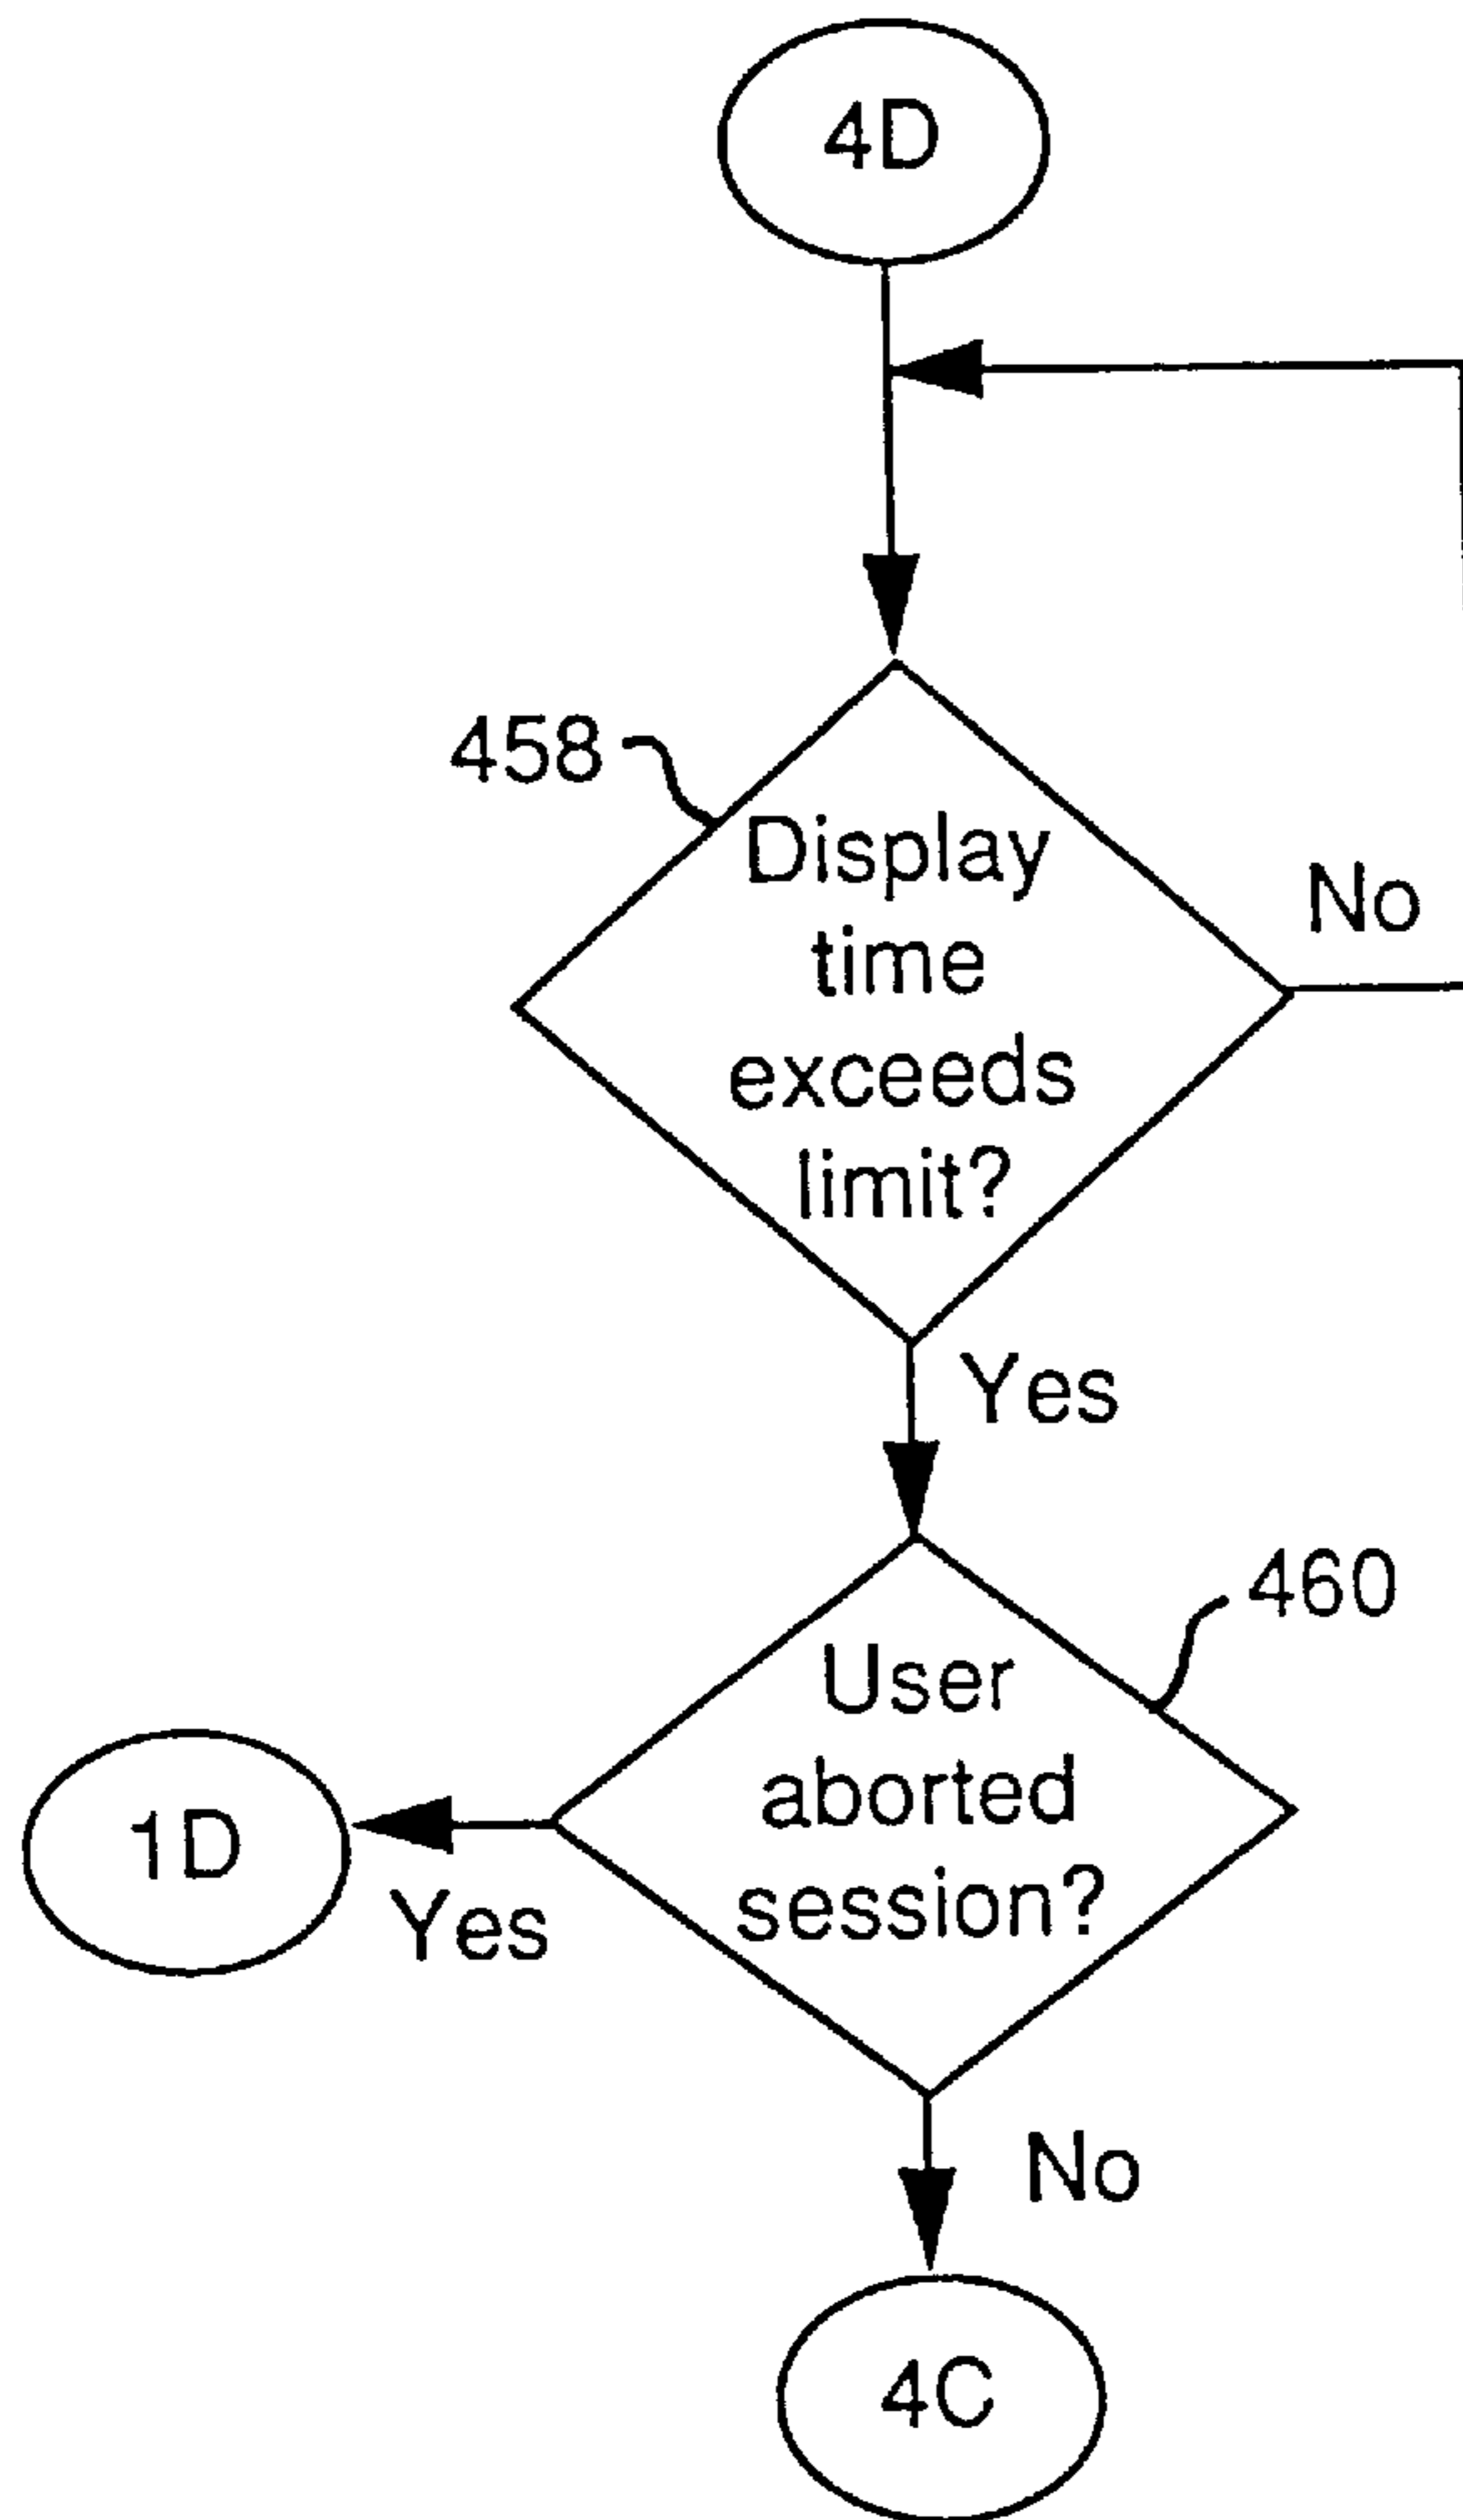 4D
458
Display
time
exceeds
limit?
No
Yes
460
User
aborted
session?
1D
Yes
No
4C